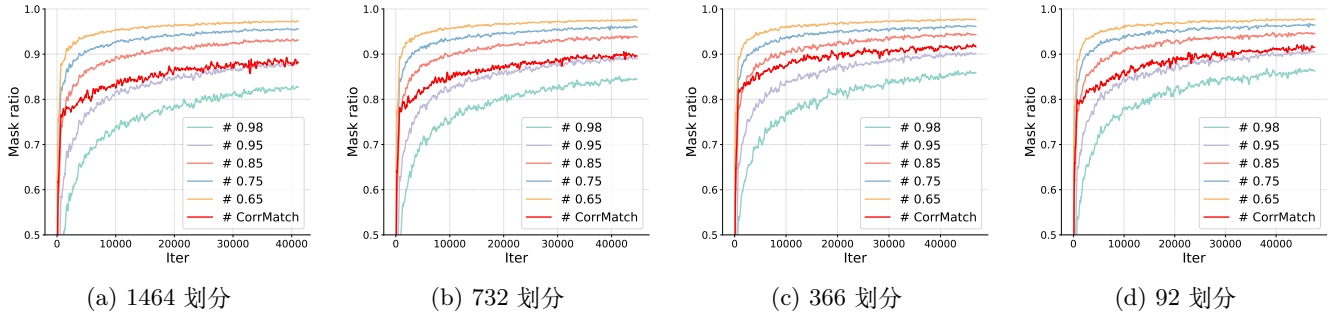 1.0
0.9
0.8
0.7
0.6
0.5
Mask ratio
# 0.98
# 0.95
# 0.85
# 0.75
# 0.65
# CorrMatch
0 10000 20000 30000 40000
Iter
(a) 1464 划分
1.0
0.9
0.8
0.7
0.6
0.5
Mask ratio
# 0.98
# 0.95
# 0.85
# 0.75
# 0.65
# CorrMatch
0 10000 20000 30000 40000
Iter
(b) 732 划分
1.0
0.9
0.8
0.7
0.6
0.5
Mask ratio
# 0.98
# 0.95
# 0.85
# 0.75
# 0.65
# CorrMatch
0 10000 20000 30000 40000
Iter
(c) 366 划分
1.0
0.9
0.8
0.7
0.6
0.5
Mask ratio
# 0.98
# 0.95
# 0.85
# 0.75
# 0.65
# CorrMatch
0 10000 20000 30000 40000
Iter
(d) 92 划分